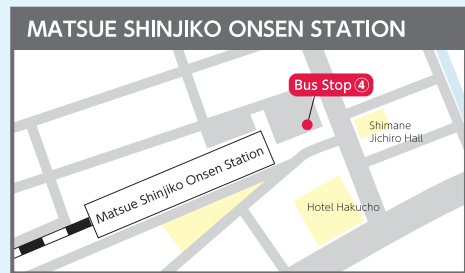 MATSUE SHINJIKO ONSEN STATION
Bus Stop ④
Shimane
Jichiro Hall
Matsue Shinjiko Onsen Station
Hotel Hakucho